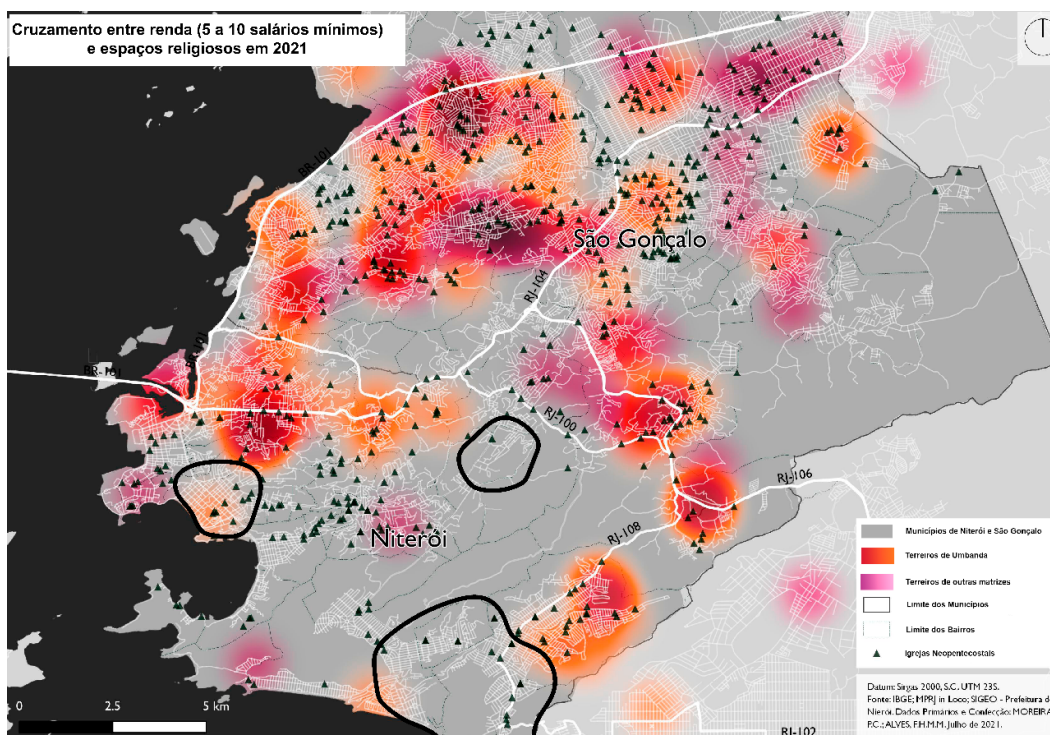 Cruzamento entre renda (5 a 10 salários mínimos)
e espaços religiosos em 2021
BR-101
São Gonçalo
RJ-104
BR-101
BR-101
RJ-100
RJ-106
Niterói
RJ-108
Municípios de Niterói e São Gonçalo
Terreiros de Umbanda
Terreiros de outras matrizes
Limite dos Municípios
Limite dos Bairros
Igrejas Neopentecostais
0 2.5 5 km
Datum: Sirgas 2000, S.C. UTM 23S.
Fonte: IBGE; MPRJ in Loco; SIGEO - Prefeitura de
Nierói. Dados Primários e Confecção: MOREIRA
P.C.; ALVES, F.H.M.M. Julho de 2021.
RJ-102